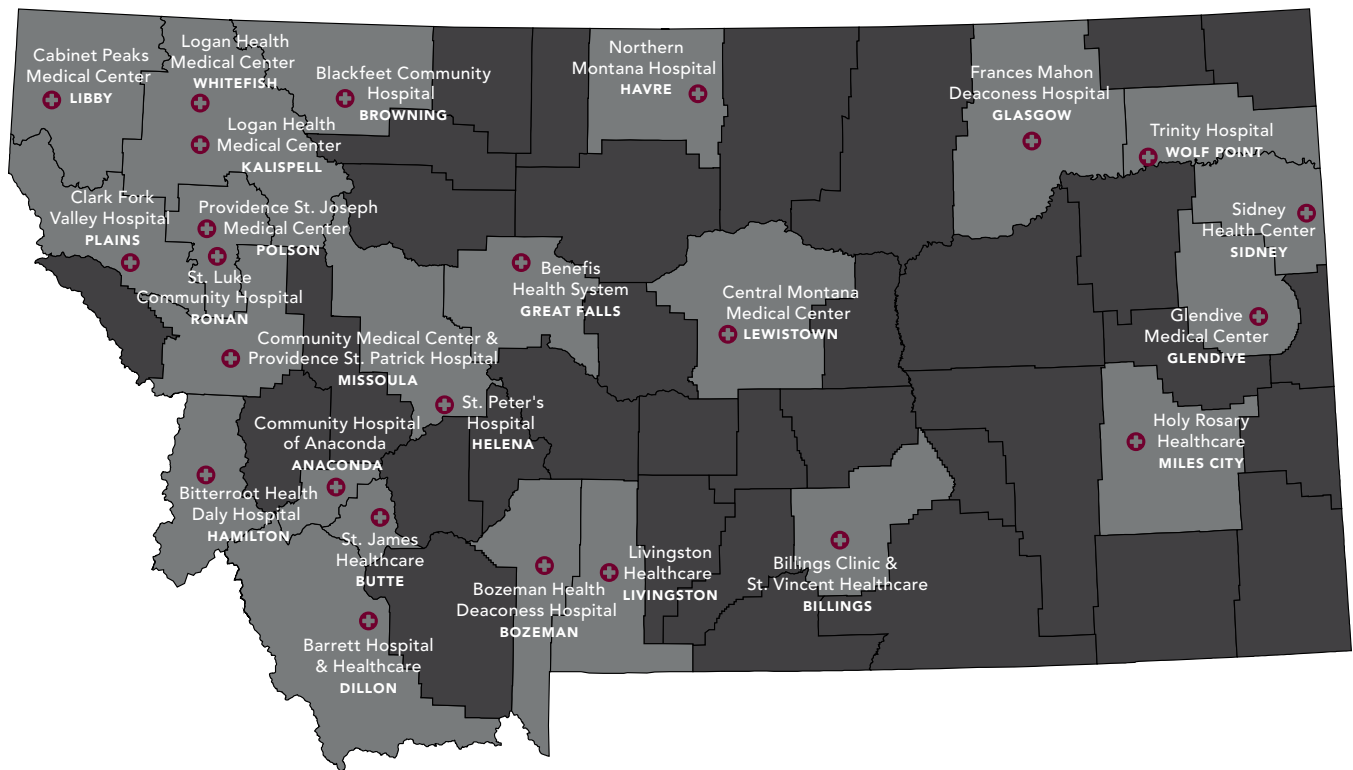 Cabinet Peaks
Medical Center
LIBBY
Logan Health
Medical Center
WHITEFISH
Logan Health
Medical Center
KALISPELL
Blackfeet Community
Hospital
BROWNING
Northern
Montana Hospital
HAVRE
Frances Mahon
Deaconess Hospital
GLASGOW
Trinity Hospital
WOLF POINT
Clark Fork
Valley Hospital
PLAINS
Providence St. Joseph
Medical Center
POLSON
St. Luke
Community Hospital
RONAN
Benefis
Health System
GREAT FALLS
Central Montana
Medical Center
LEWISTOWN
Sidney
Health Center
SIDNEY
Glendive
Medical Center
GLENDIVE
Community Medical Center &
Providence St. Patrick Hospital
MISSOULA
St. Peter's
Hospital
HELENA
Community Hospital
of Anaconda
ANACONDA
Holy Rosary
Healthcare
MILES CITY
Bitterroot Health
Daly Hospital
HAMILTON
St. James
Healthcare
BUTTE
Bozeman Health
Deaconess Hospital
BOZEMAN
Livingston
Healthcare
LIVINGSTON
Billings Clinic &
St. Vincent Healthcare
BILLINGS
Barrett Hospital
& Healthcare
DILLON